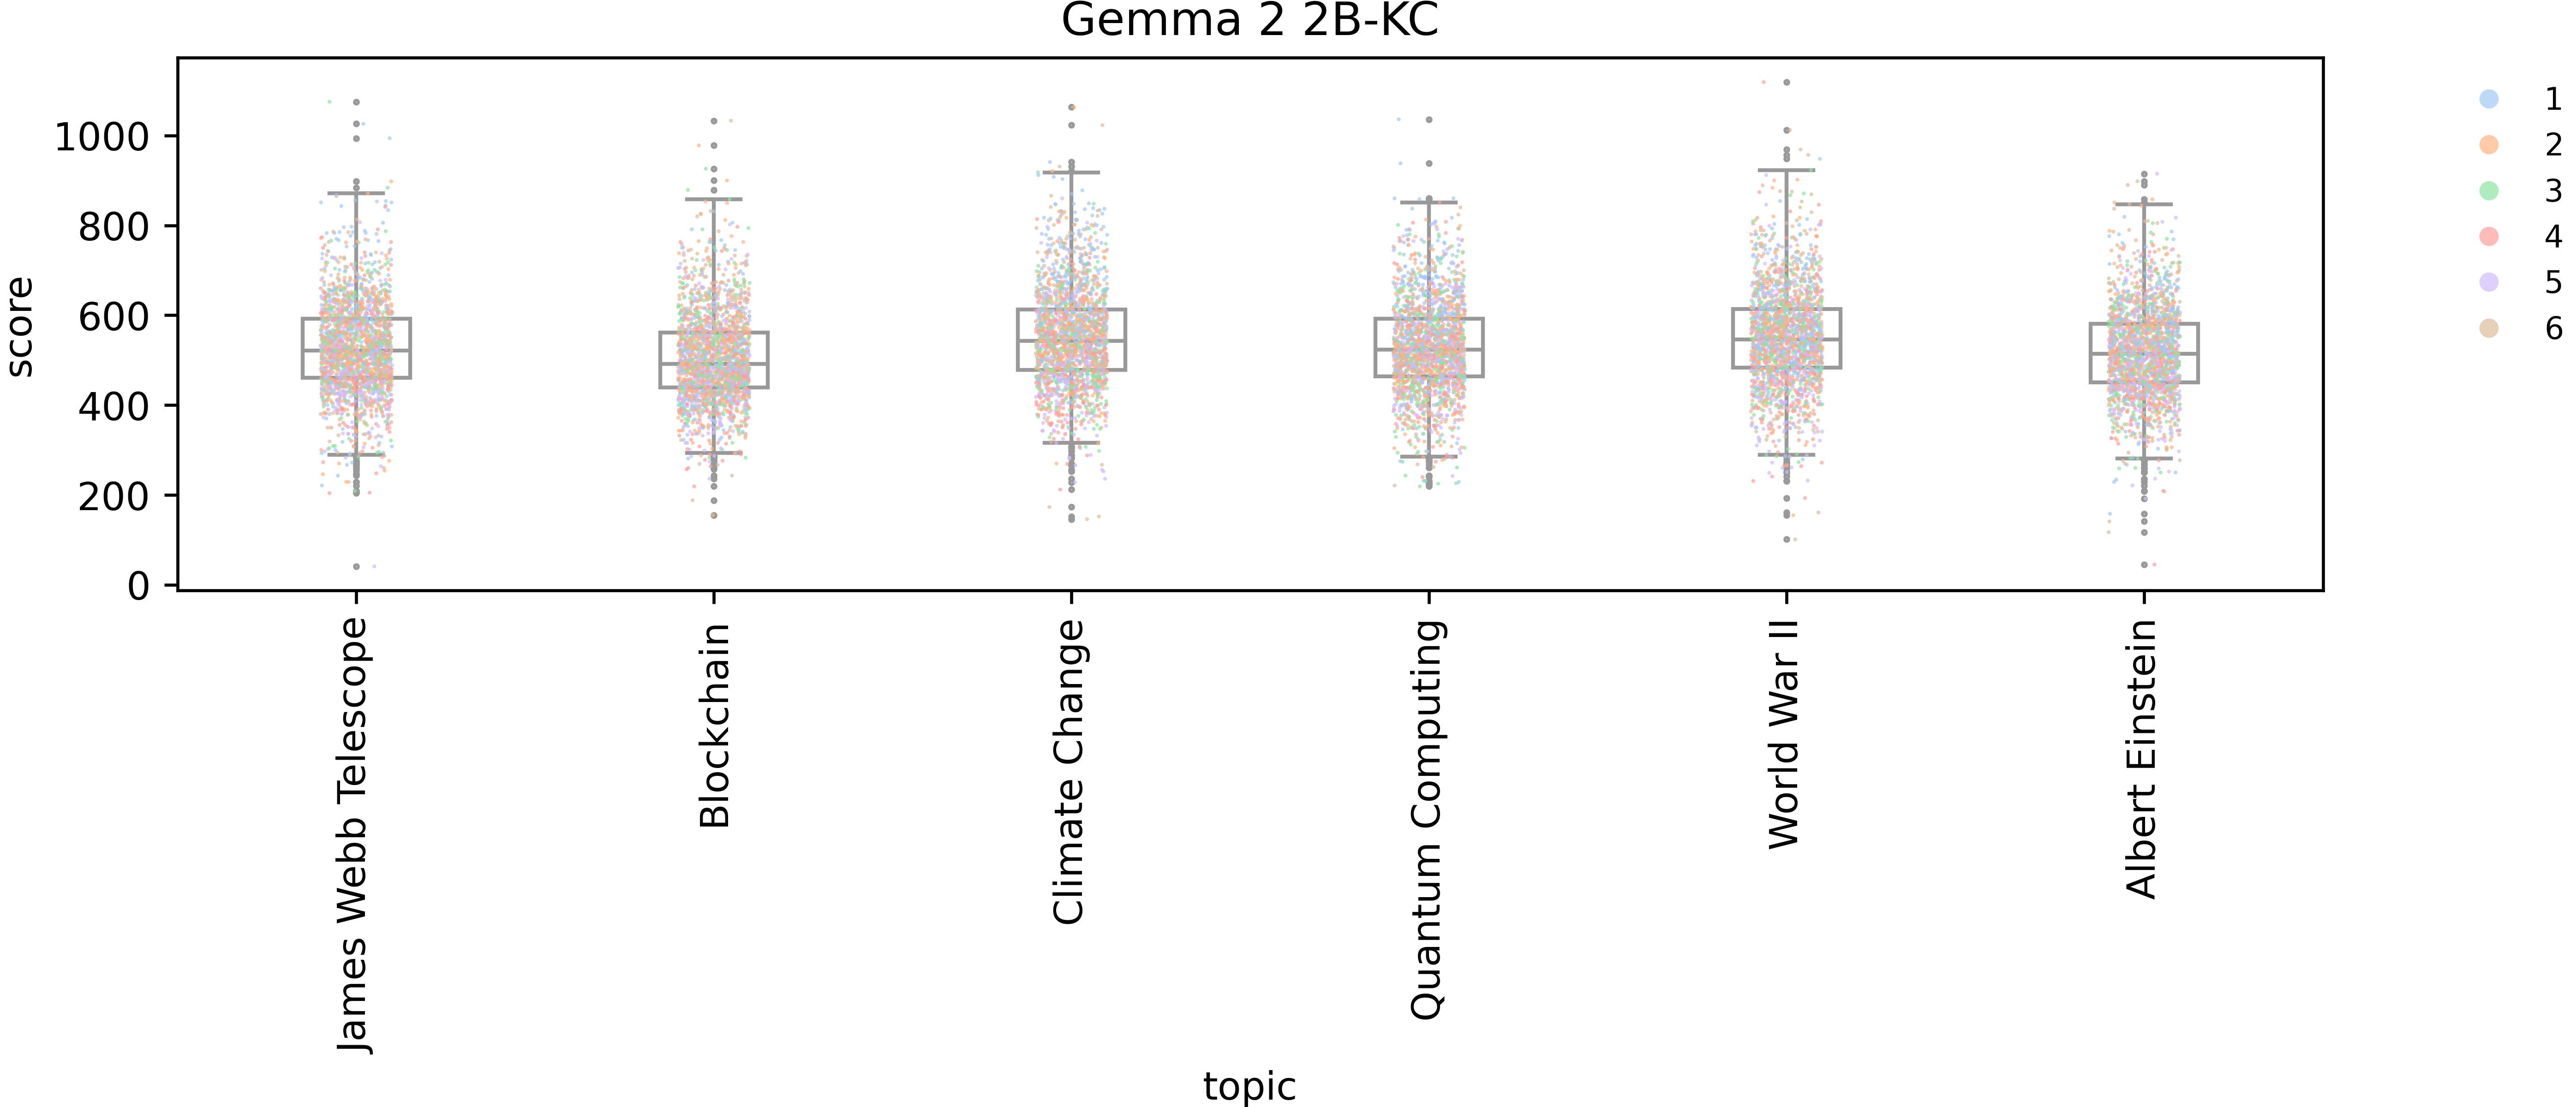 Gemma 2 2B-KC
score
1000
800
600
400
200
0
James Webb Telescope
Blockchain
Climate Change
Quantum Computing
World War II
Albert Einstein
topic
1
2
3
4
5
6